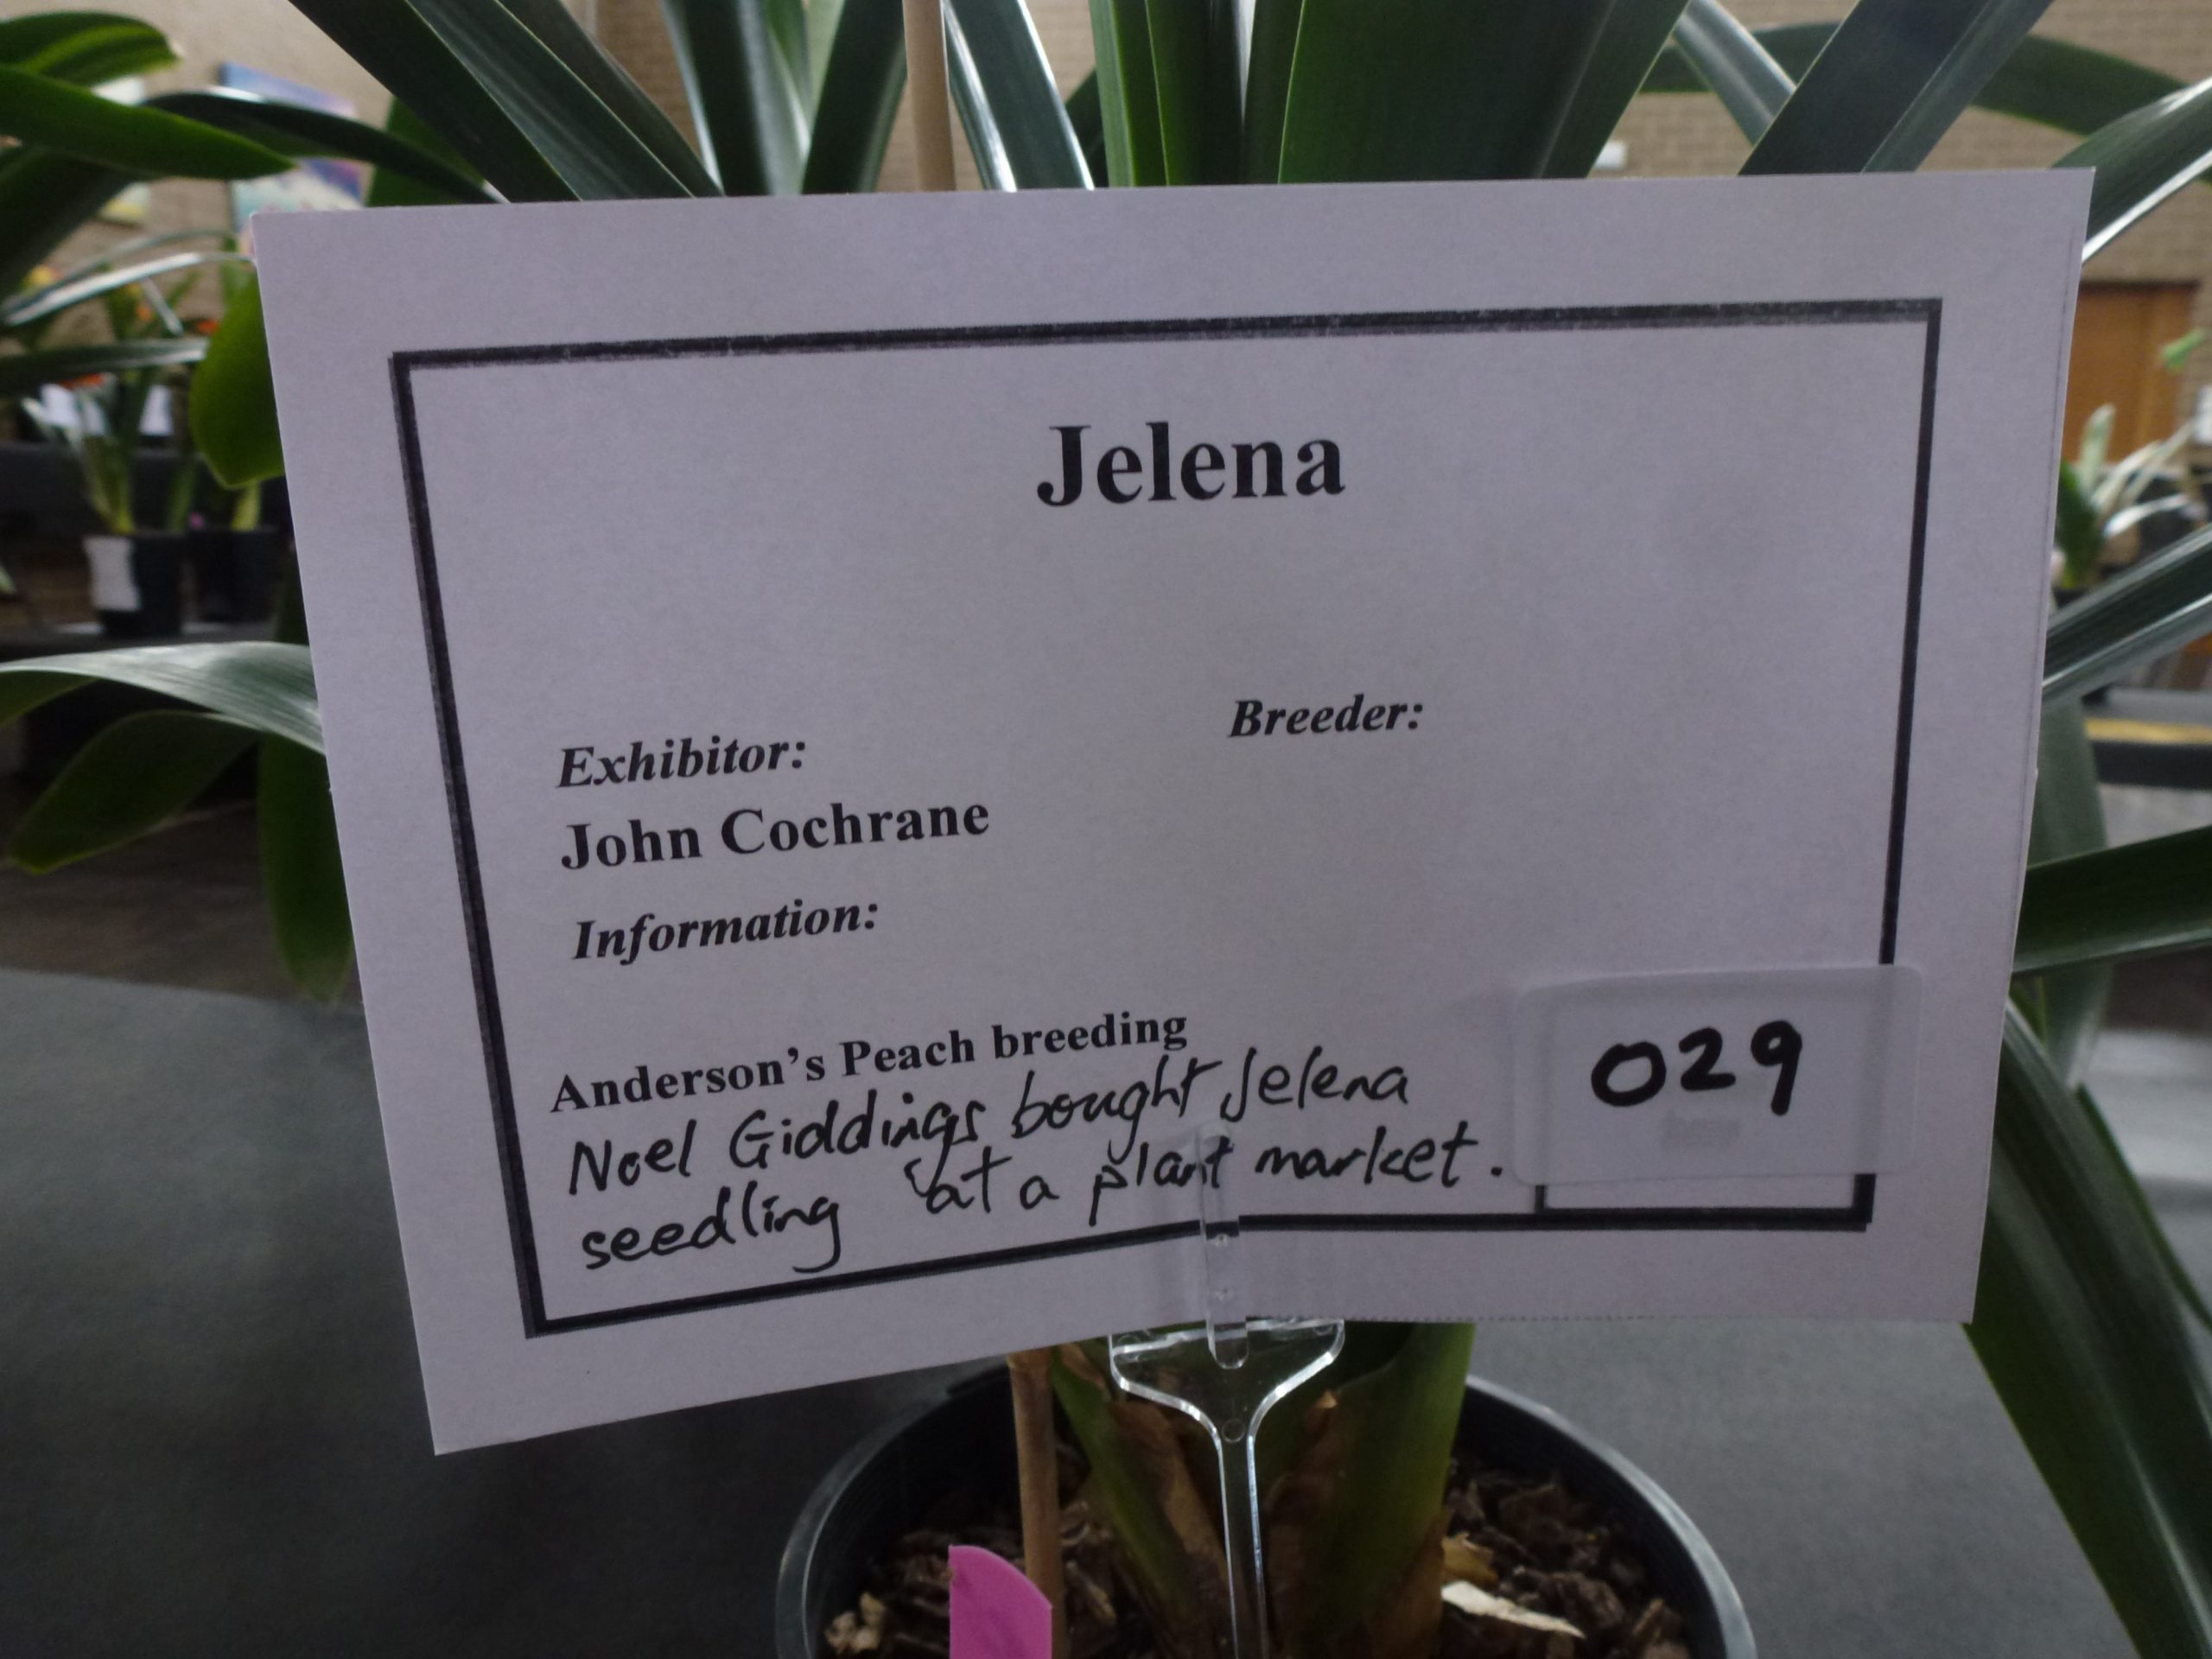 Jelena
Exhibitor:
Breeder:
John Cochrane
Information:
Anderson's Peach breeding
Noel Giddings bought Jelena
seedling at a plant market.
029